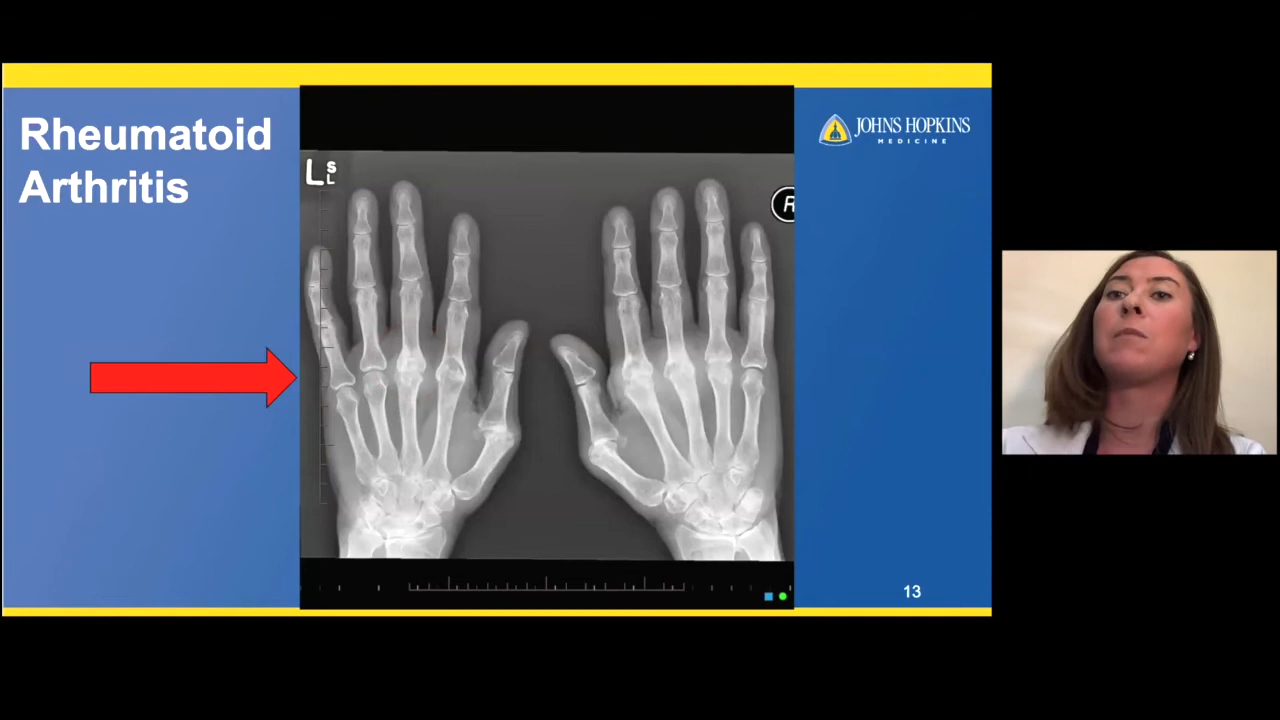 Rheumatoid
Arthritis
L S
L
R
JOHNS HOPKINS
MEDICINE
13